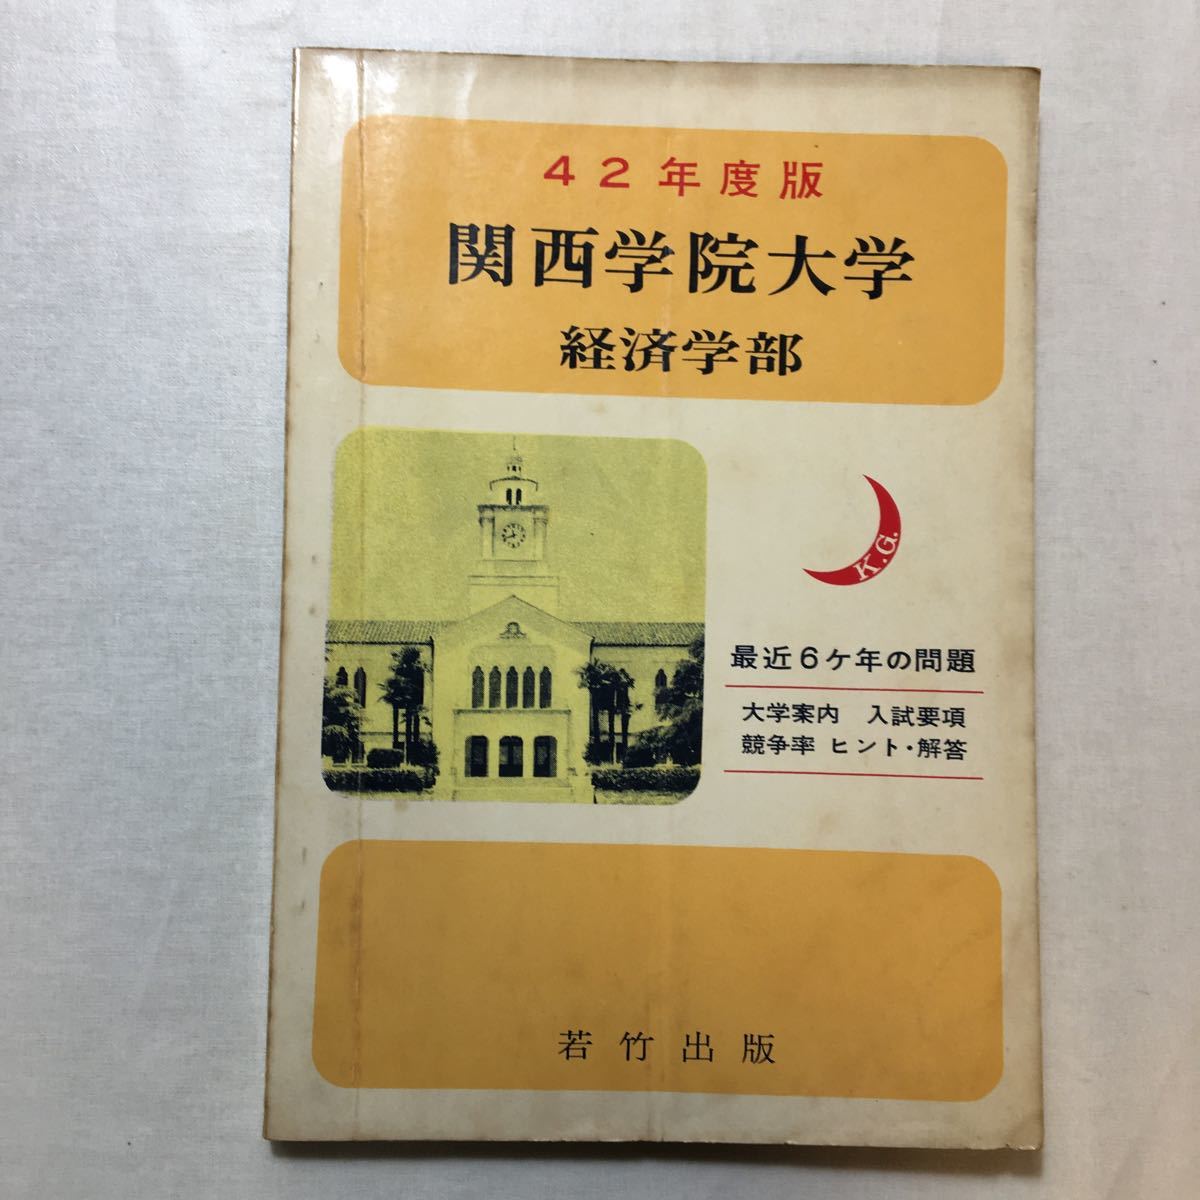 42年度版
関西学院大学
経済学部
K.G.
最近6ケ年の問題
大学案内 入試要項
競争率 ヒント・解答
若竹出版